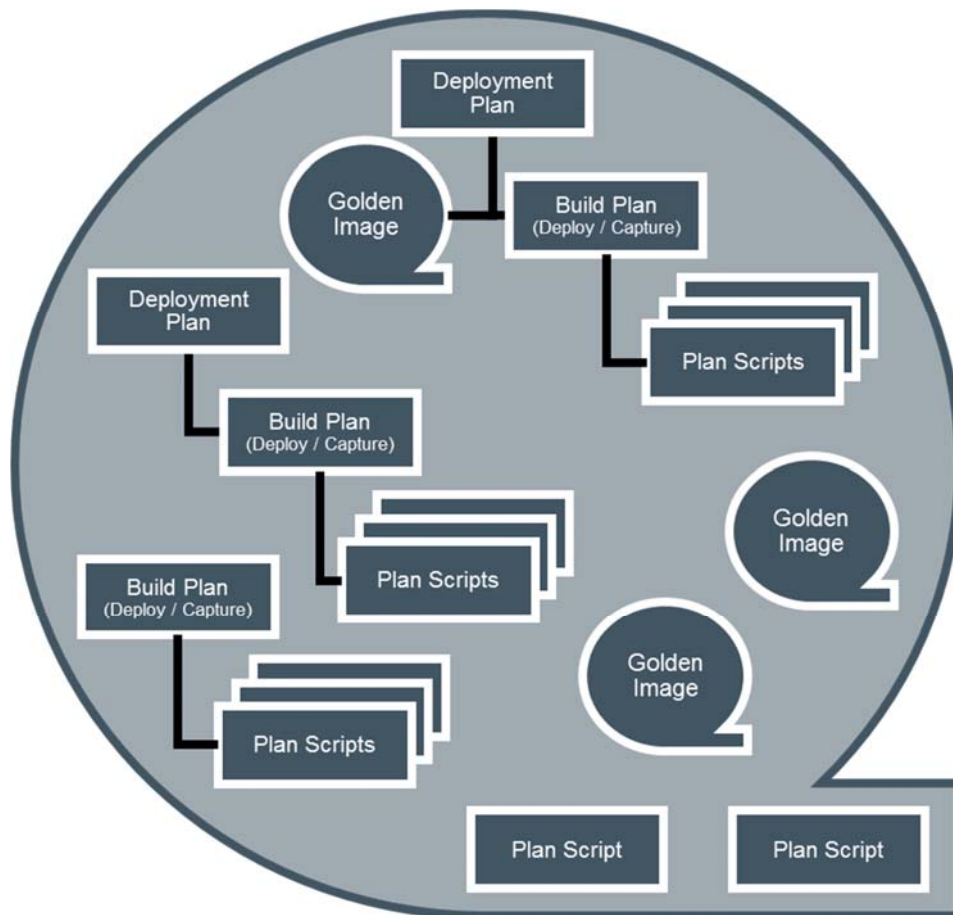 Deployment
Plan
Golden
Image
Build Plan
(Deploy / Capture)
Plan Scripts
Deployment
Plan
Build Plan
(Deploy / Capture)
Plan Scripts
Build Plan
(Deploy / Capture)
Plan Scripts
Golden
Image
Golden
Image
Plan Script
Plan Script